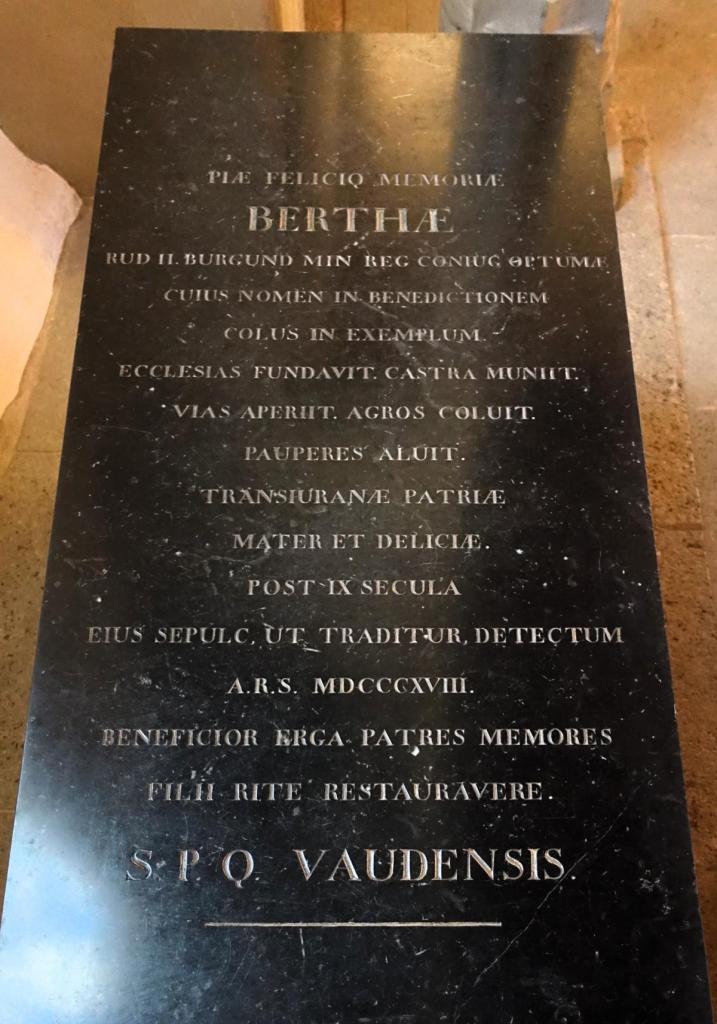 PIÆ FELICIQ MEMORIÆ
BERTHÆ
RUD II. BURGUND MIN REG CONIUG OPTUMÆ
CUIUS NOMEN IN BENEDICTIONEM
COLUS IN EXEMPLUM.
ECCLESIAS FUNDAVIT. CASTRA MUNIIT.
VIAS APERIIT. AGROS COLUIT.
PAUPERES ALUIT.
TRANSIURANÆ PATRIÆ
MATER ET DELICIÆ.
POST IX SECULA
EIUS SEPULC, UT TRADITUR, DETECTUM
A.R.S. MDCCCXVIII.
BENEFICIOR ERGA PATRES MEMORES
FILII RITE RESTAURAVERE.
S. P Q VAUDENSIS.